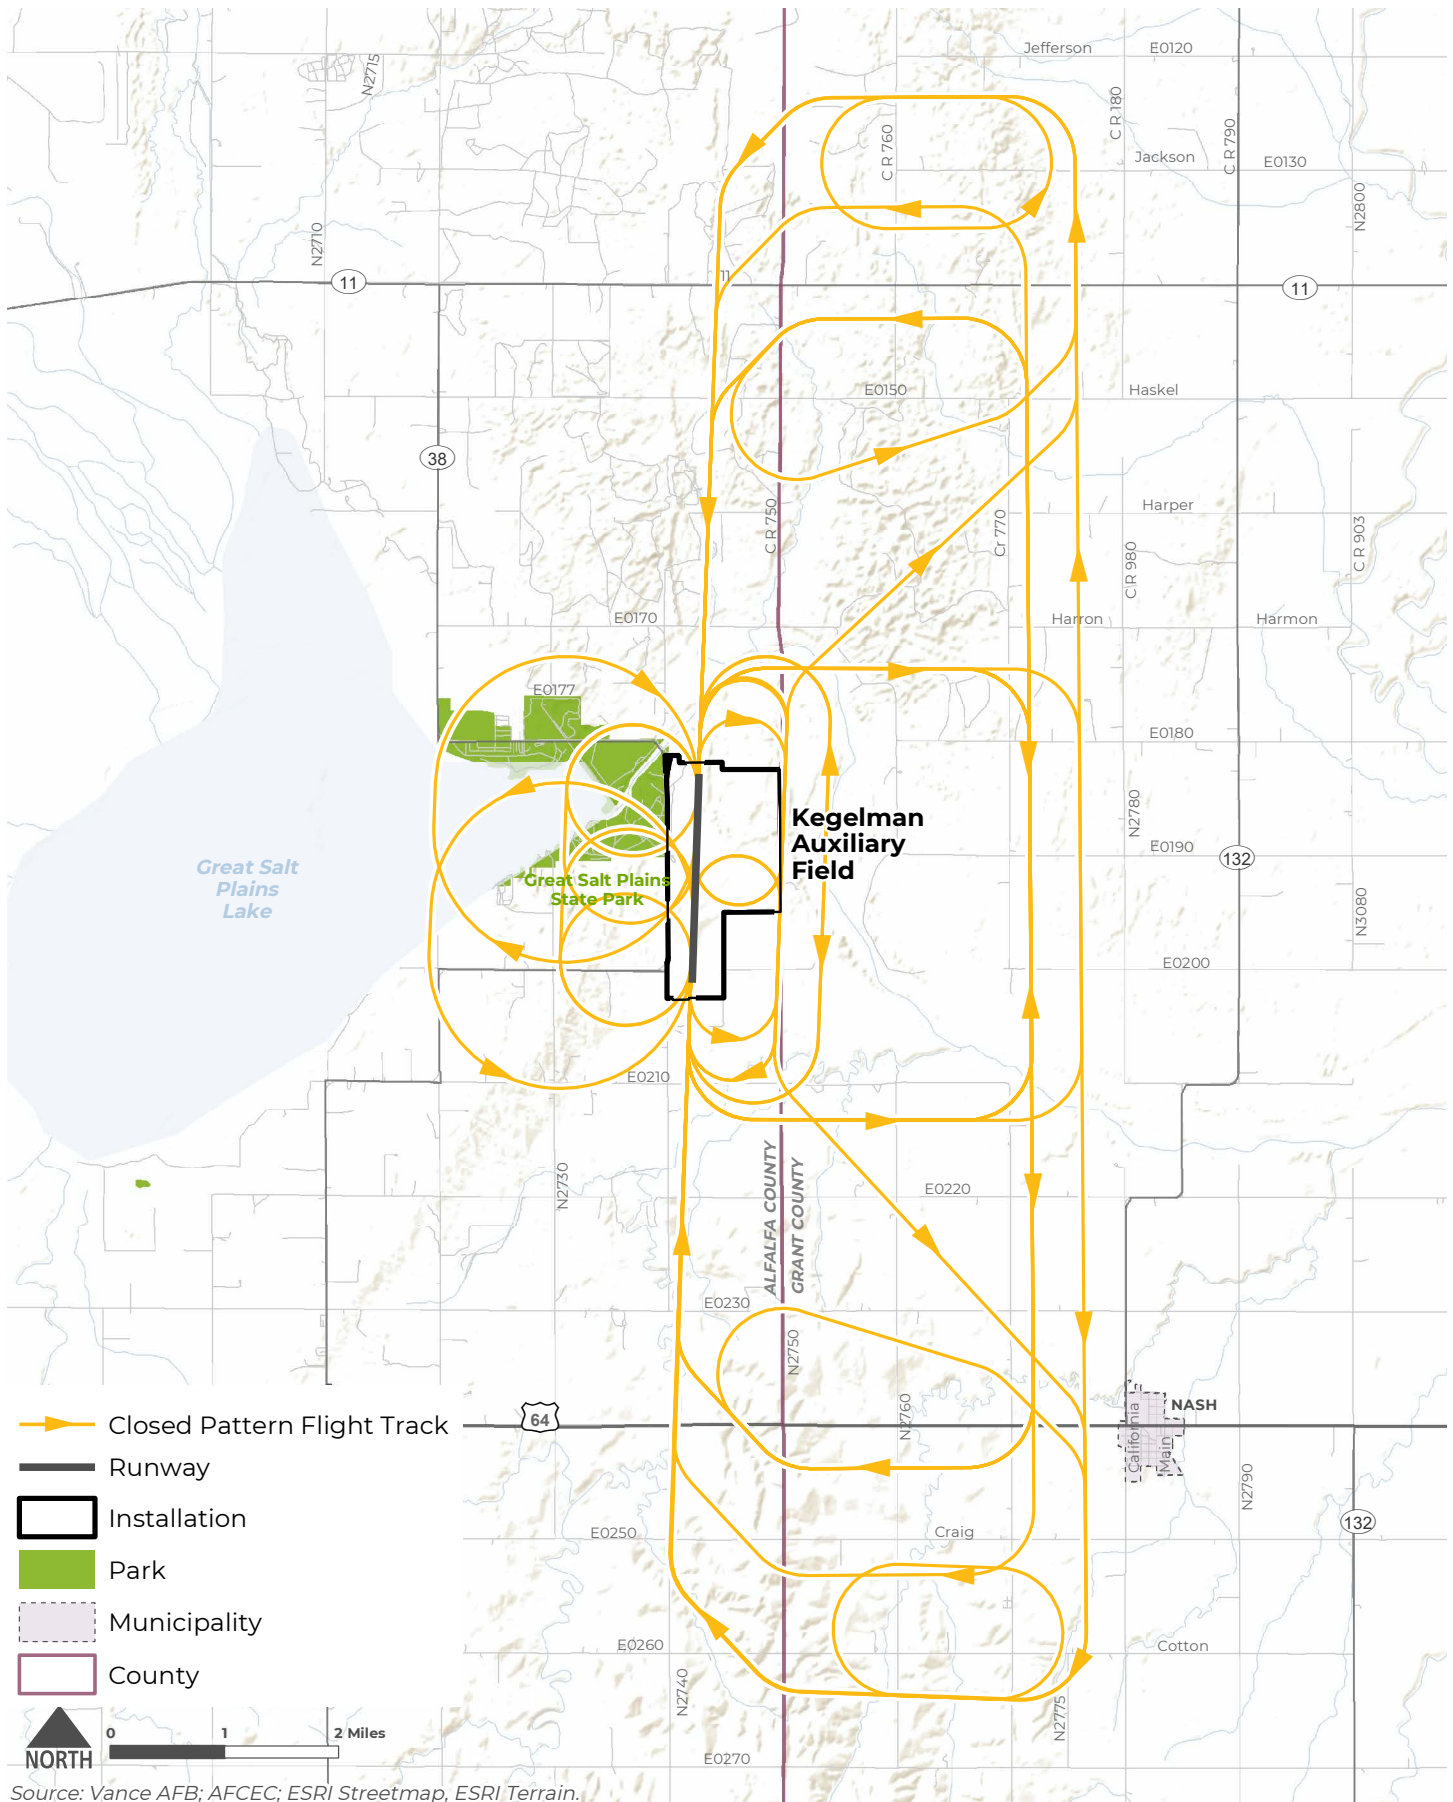 Jefferson
E0120
N2715
C R 180
C R 760
C R 790
Jackson
E0130
N2800
N2710
11
11
11
E0150
Haskel
38
Harper
C R 750
Cr 770
C R 980
C R 903
E0170
Harron
Harmon
E0177
E0180
Kegelman
Auxiliary
Field
N2780
E0190
132
Great Salt
Plains
Lake
Great Salt Plains
State Park
N3080
E0200
E0210
ALFALFA COUNTY
GRANT COUNTY
N2730
E0220
E0230
N2750
N2760
NASH
California
Main
64
N2790
132
E0250
Craig
E0260
Cotton
N2740
N2775
E0270
Closed Pattern Flight Track
Runway
Installation
Park
Municipality
County
NORTH
0 1 2 Miles
Source: Vance AFB; AFCEC; ESRI Streetmap, ESRI Terrain.